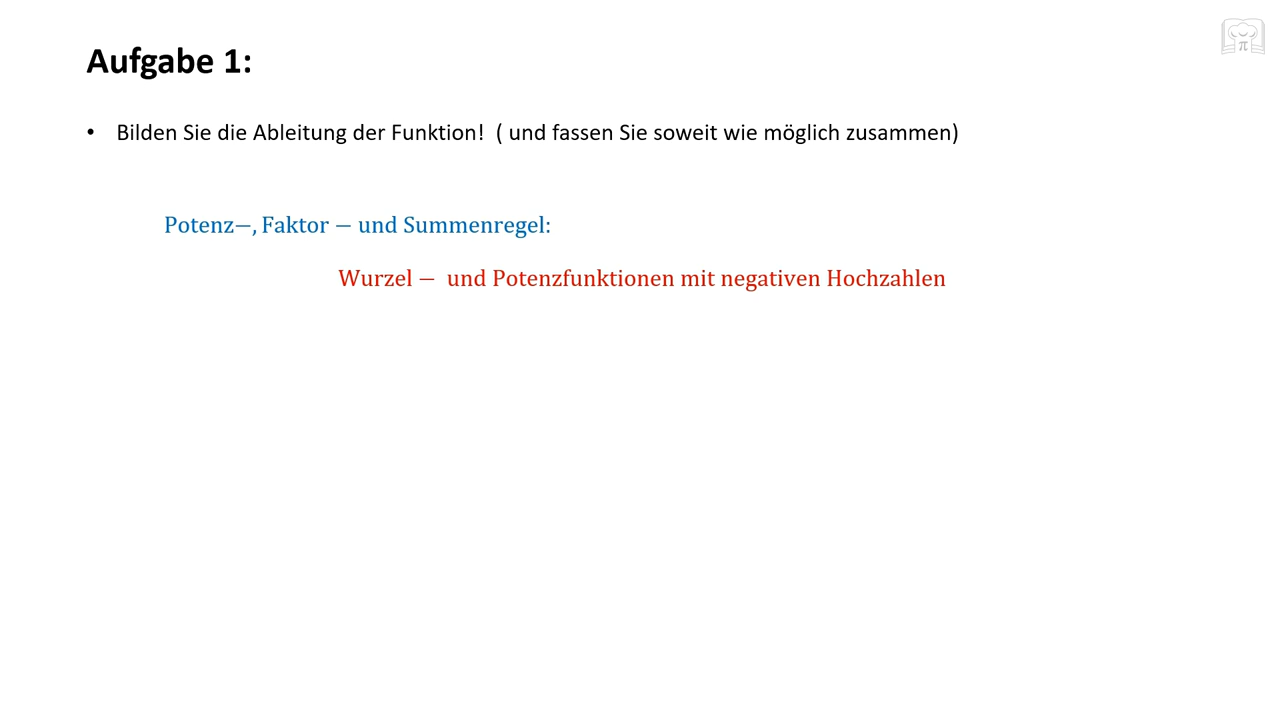 Aufgabe 1:
• Bilden Sie die Ableitung der Funktion! ( und fassen Sie soweit wie möglich zusammen)
Potenz−, Faktor − und Summenregel:
Wurzel − und Potenzfunktionen mit negativen Hochzahlen
π